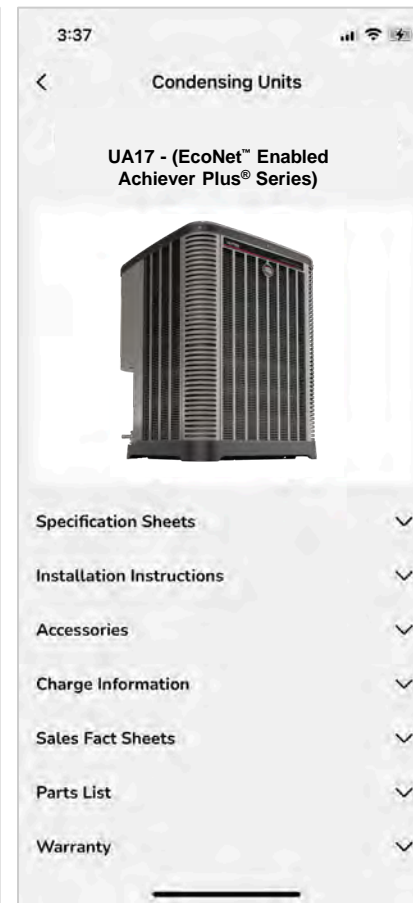 3:37
Condensing Units
UA17 - (EcoNet™ Enabled
Achiever Plus® Series)
Specification Sheets
Installation Instructions
Accessories
Charge Information
Sales Fact Sheets
Parts List
Warranty